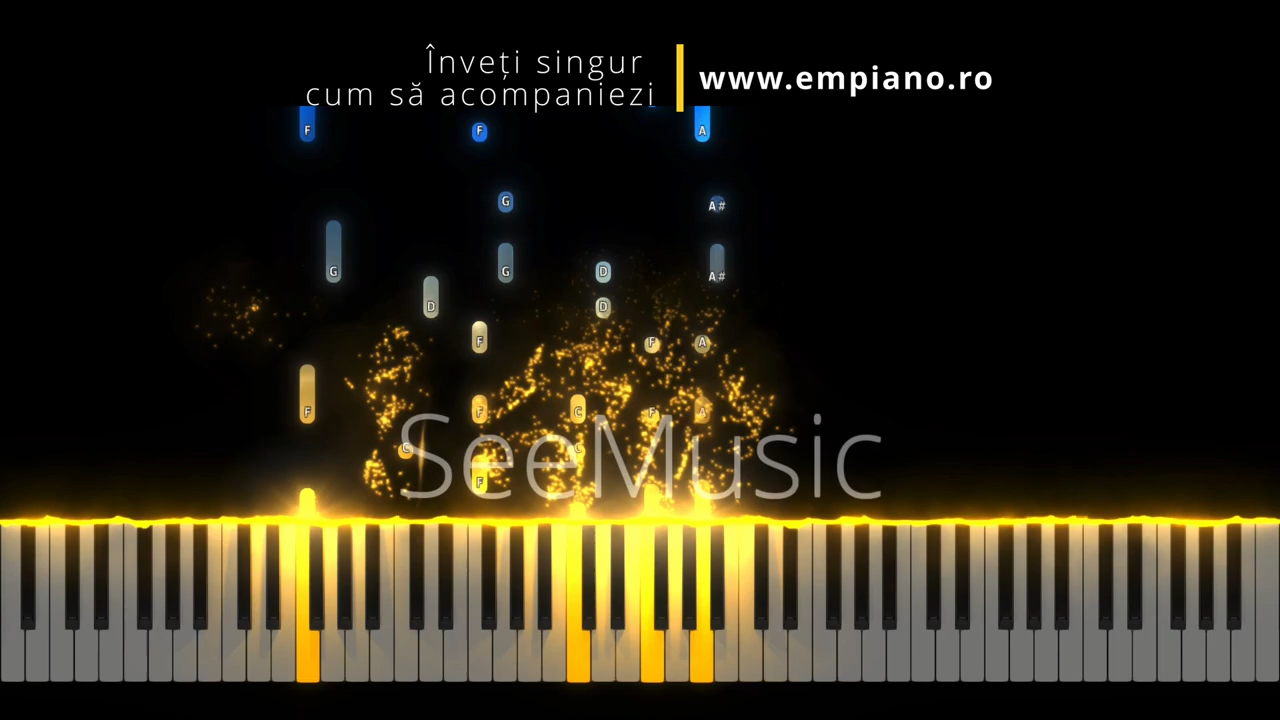 Înveți singur
cum să acompaniezi
www.empiano.ro
F F A
G A#
G G D A#
D D
F F A
F F C F A
C C
F
SeeMusic